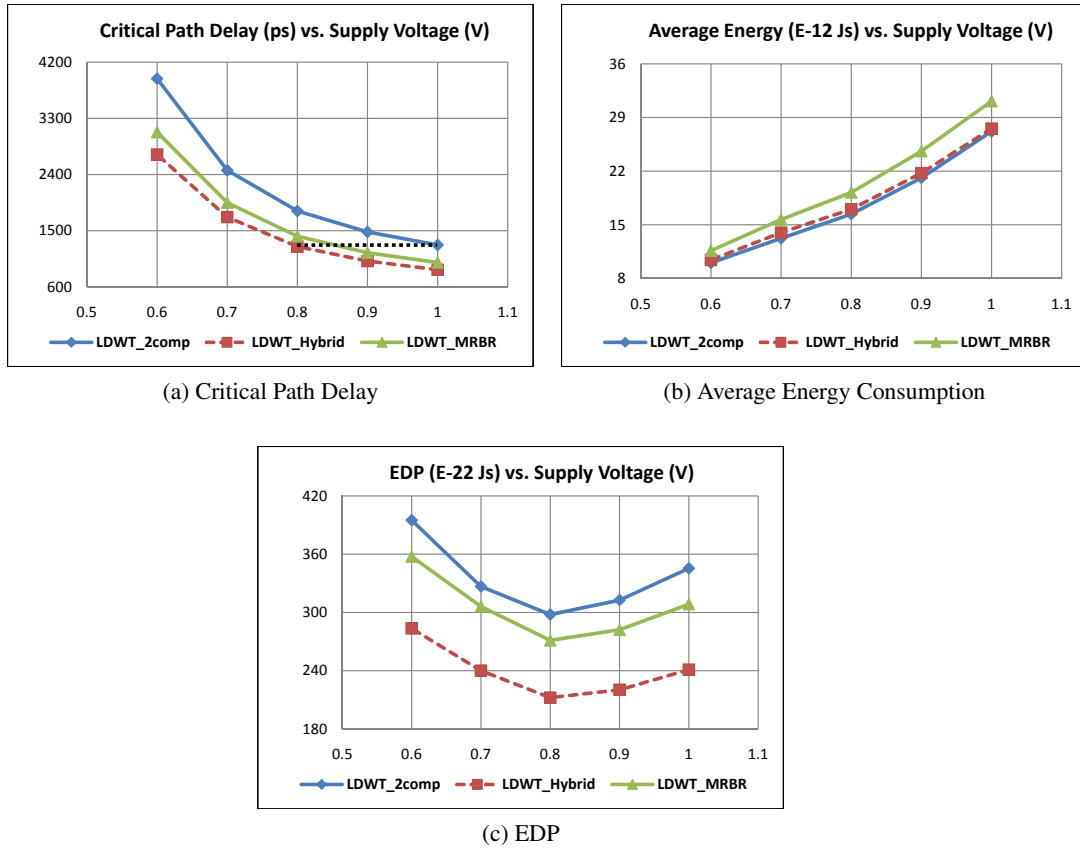 Critical Path Delay (ps) vs. Supply Voltage (V)
4200
3300
2400
1500
600
0.5 0.6 0.7 0.8 0.9 1 1.1
LDWT_2comp LDWT_Hybrid LDWT_MRBR
(a) Critical Path Delay
Average Energy (E-12 Js) vs. Supply Voltage (V)
36
29
22
15
8
0.5 0.6 0.7 0.8 0.9 1 1.1
LDWT_2comp LDWT_Hybrid LDWT_MRBR
(b) Average Energy Consumption
EDP (E-22 Js) vs. Supply Voltage (V)
420
360
300
240
180
0.5 0.6 0.7 0.8 0.9 1 1.1
LDWT_2comp LDWT_Hybrid LDWT_MRBR
(c) EDP